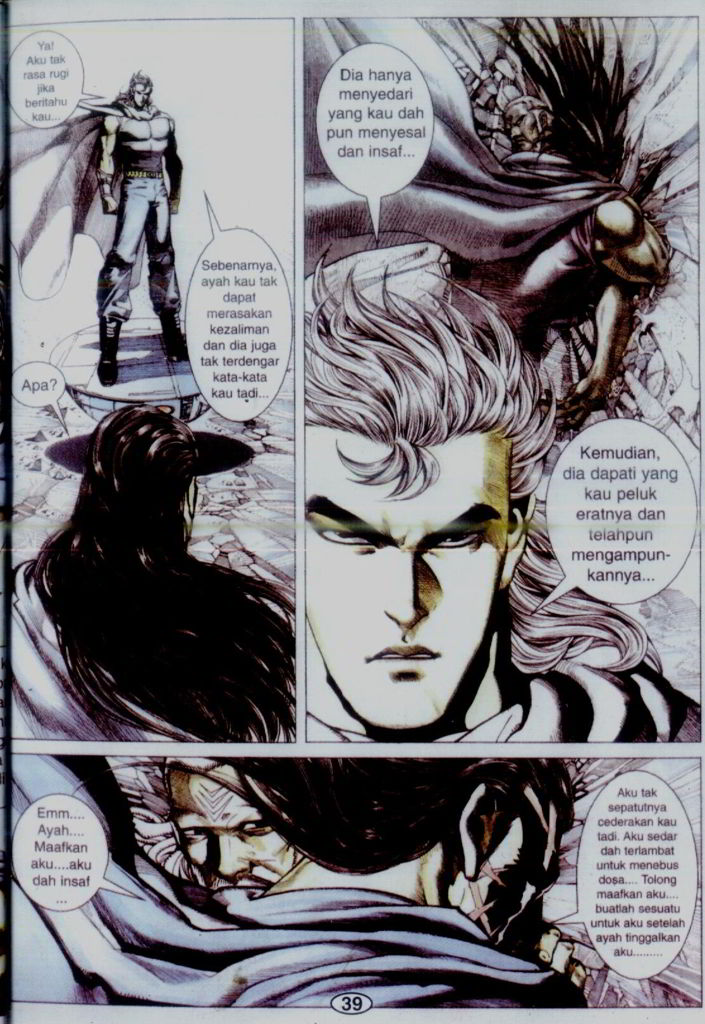 Ya!
Aku tak
rasa rugi
jika
beritahu
kau...
Sebenarnya,
ayah kau tak
dapat
merasakan
kezaliman
dan dia juga
tak terdengar
kata-kata
kau tadi...
Apa?
Dia hanya
menyedari
yang kau dah
pun menyesal
dan insaf...
Kemudian,
dia dapati yang
kau peluk
eratnya dan
telahpun
mengampun-
kannya...
Emm....
Ayah....
Maafkan
aku....aku
dah insaf
...
Aku tak
sepatutnya
cederakan kau
tadi. Aku sedar
dah terlambat
untuk menebus
dosa.... Tolong
maafkan aku....
buatlah sesuatu
untuk aku setelah
ayah tinggalkan
aku.........
39